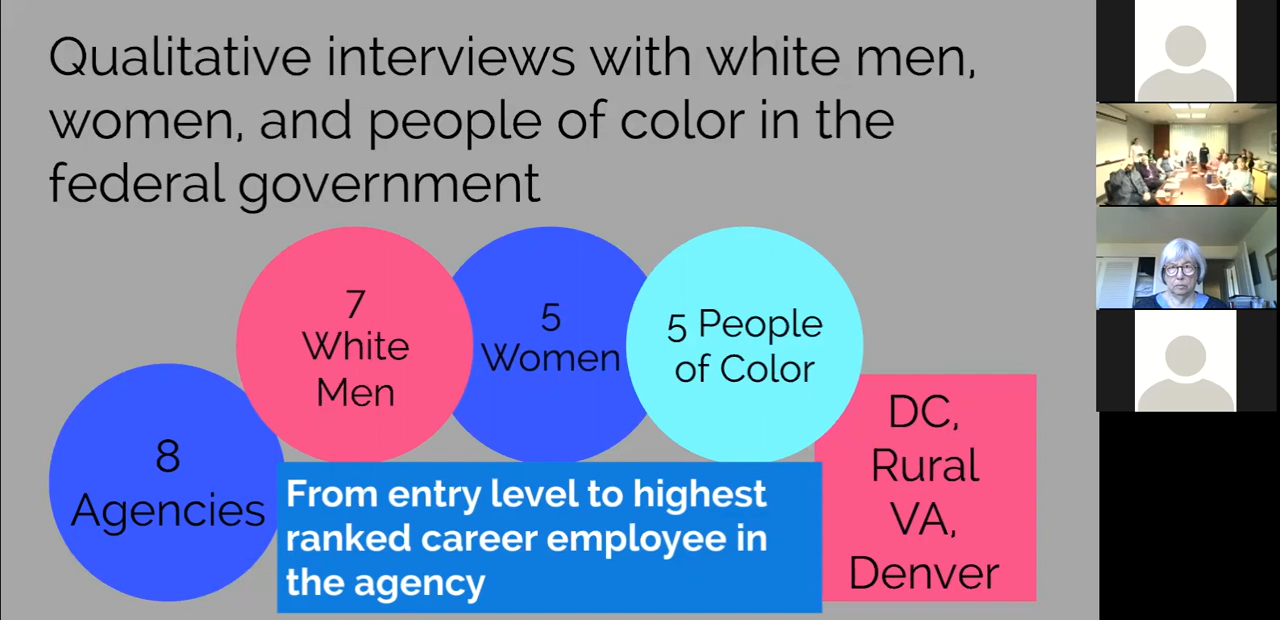 Qualitative interviews with white men,
women, and people of color in the
federal government
7
White
Men
5
Women
5 People
of Color
8
Agencies
From entry level to highest
ranked career employee in
the agency
DC,
Rural
VA,
Denver